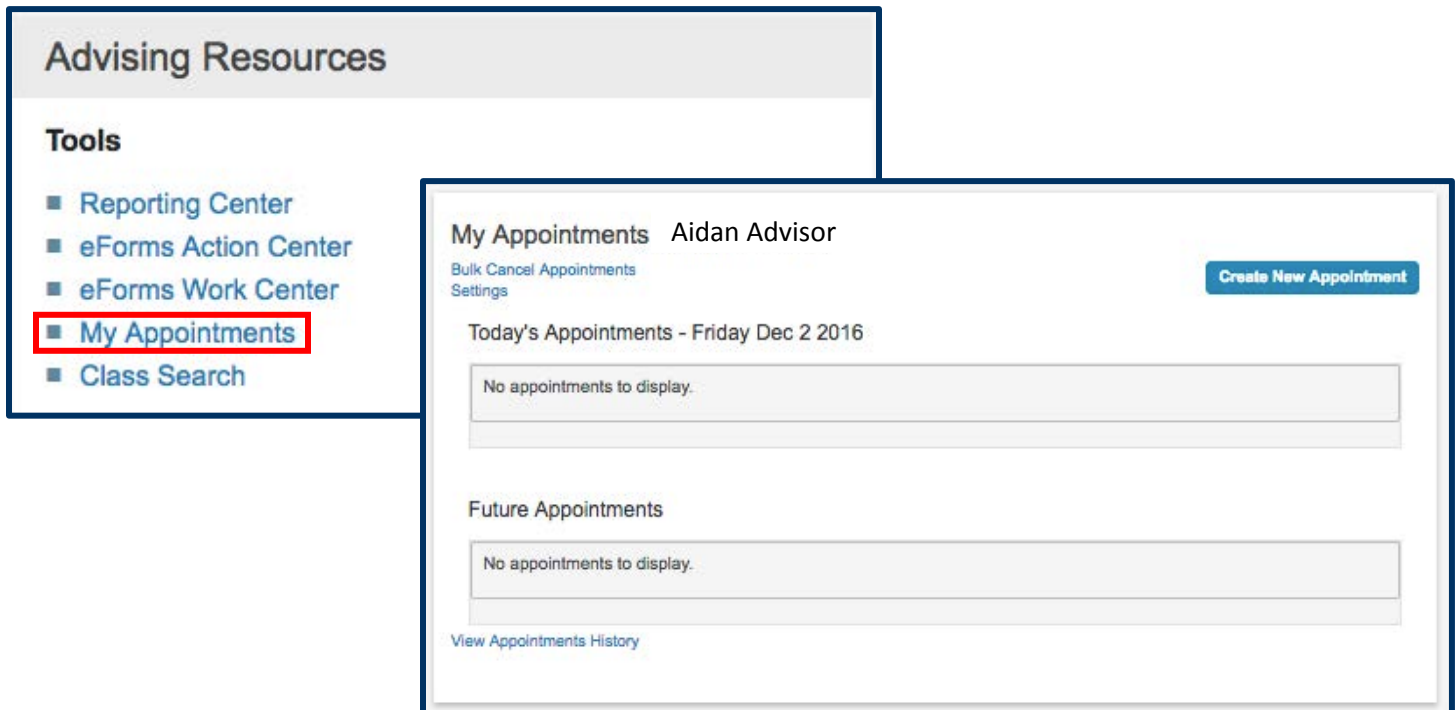 Advising Resources
Tools
Reporting Center
eForms Action Center
eForms Work Center
My Appointments
Class Search
My Appointments Aidan Advisor
Bulk Cancel Appointments
Settings
Create New Appointment
Today's Appointments - Friday Dec 2 2016
No appointments to display.
Future Appointments
No appointments to display.
View Appointments History